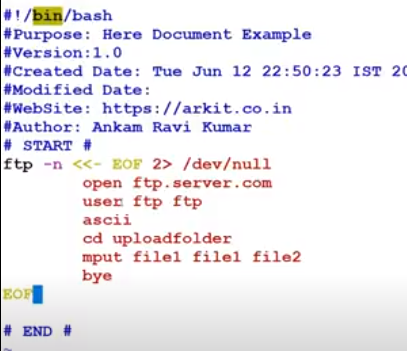 #!/bin/bash
#Purpose: Here Document Example
#Version:1.0
#Created Date: Tue Jun 12 22:50:23 IST 20
#Modified Date:
#WebSite: https://arkit.co.in
#Author: Ankam Ravi Kumar
# START #
ftp -n <<- EOF 2> /dev/null
open ftp.server.com
user ftp ftp
ascii
cd uploadfolder
mput file1 file1 file2
bye
EOF
# END #
~